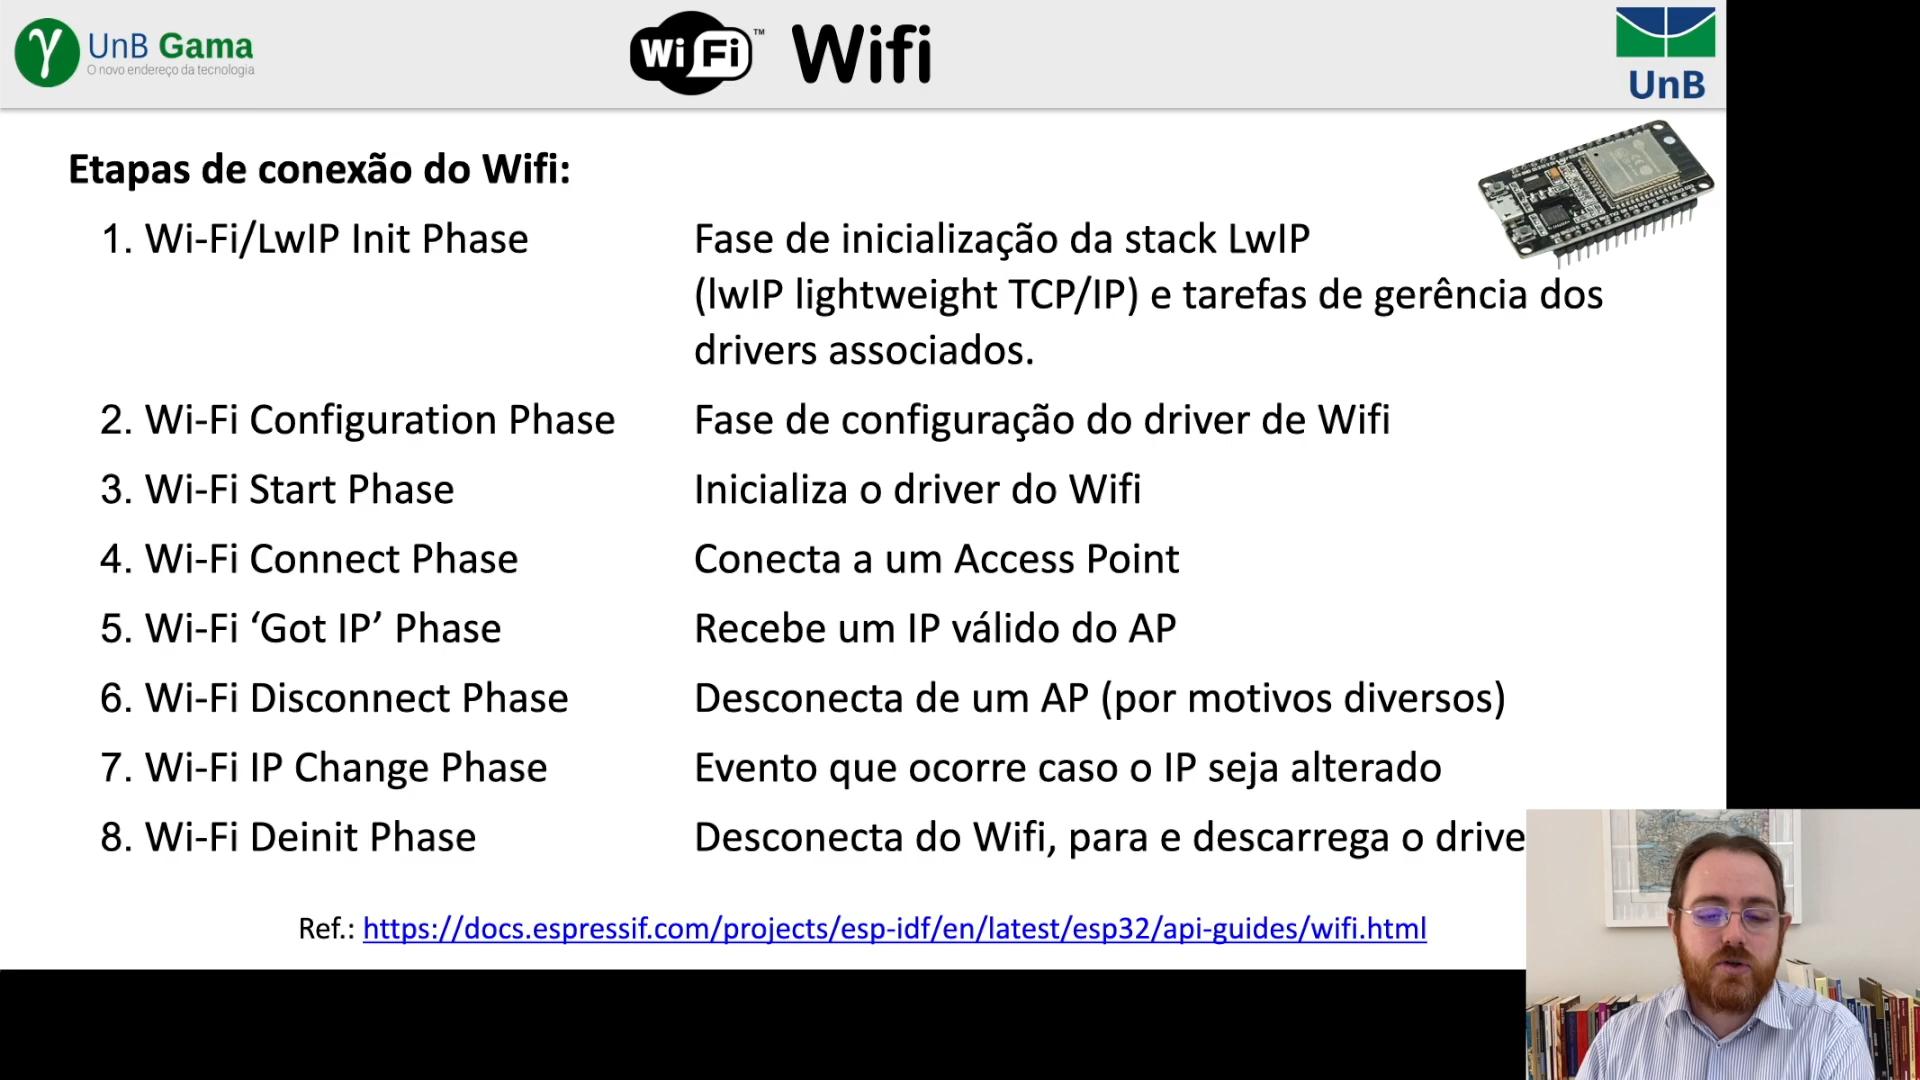 UnB Gama
O novo endereço da tecnologia
Wi Fi™ Wifi
UnB
Etapas de conexão do Wifi:
1. Wi-Fi/LwIP Init Phase Fase de inicialização da stack LwIP
(lwIP lightweight TCP/IP) e tarefas de gerência dos
drivers associados.
2. Wi-Fi Configuration Phase Fase de configuração do driver de Wifi
3. Wi-Fi Start Phase Inicializa o driver do Wifi
4. Wi-Fi Connect Phase Conecta a um Access Point
5. Wi-Fi ‘Got IP’ Phase Recebe um IP válido do AP
6. Wi-Fi Disconnect Phase Desconecta de um AP (por motivos diversos)
7. Wi-Fi IP Change Phase Evento que ocorre caso o IP seja alterado
8. Wi-Fi Deinit Phase Desconecta do Wifi, para e descarrega o drive
Ref.: https://docs.espressif.com/projects/esp-idf/en/latest/esp32/api-guides/wifi.html